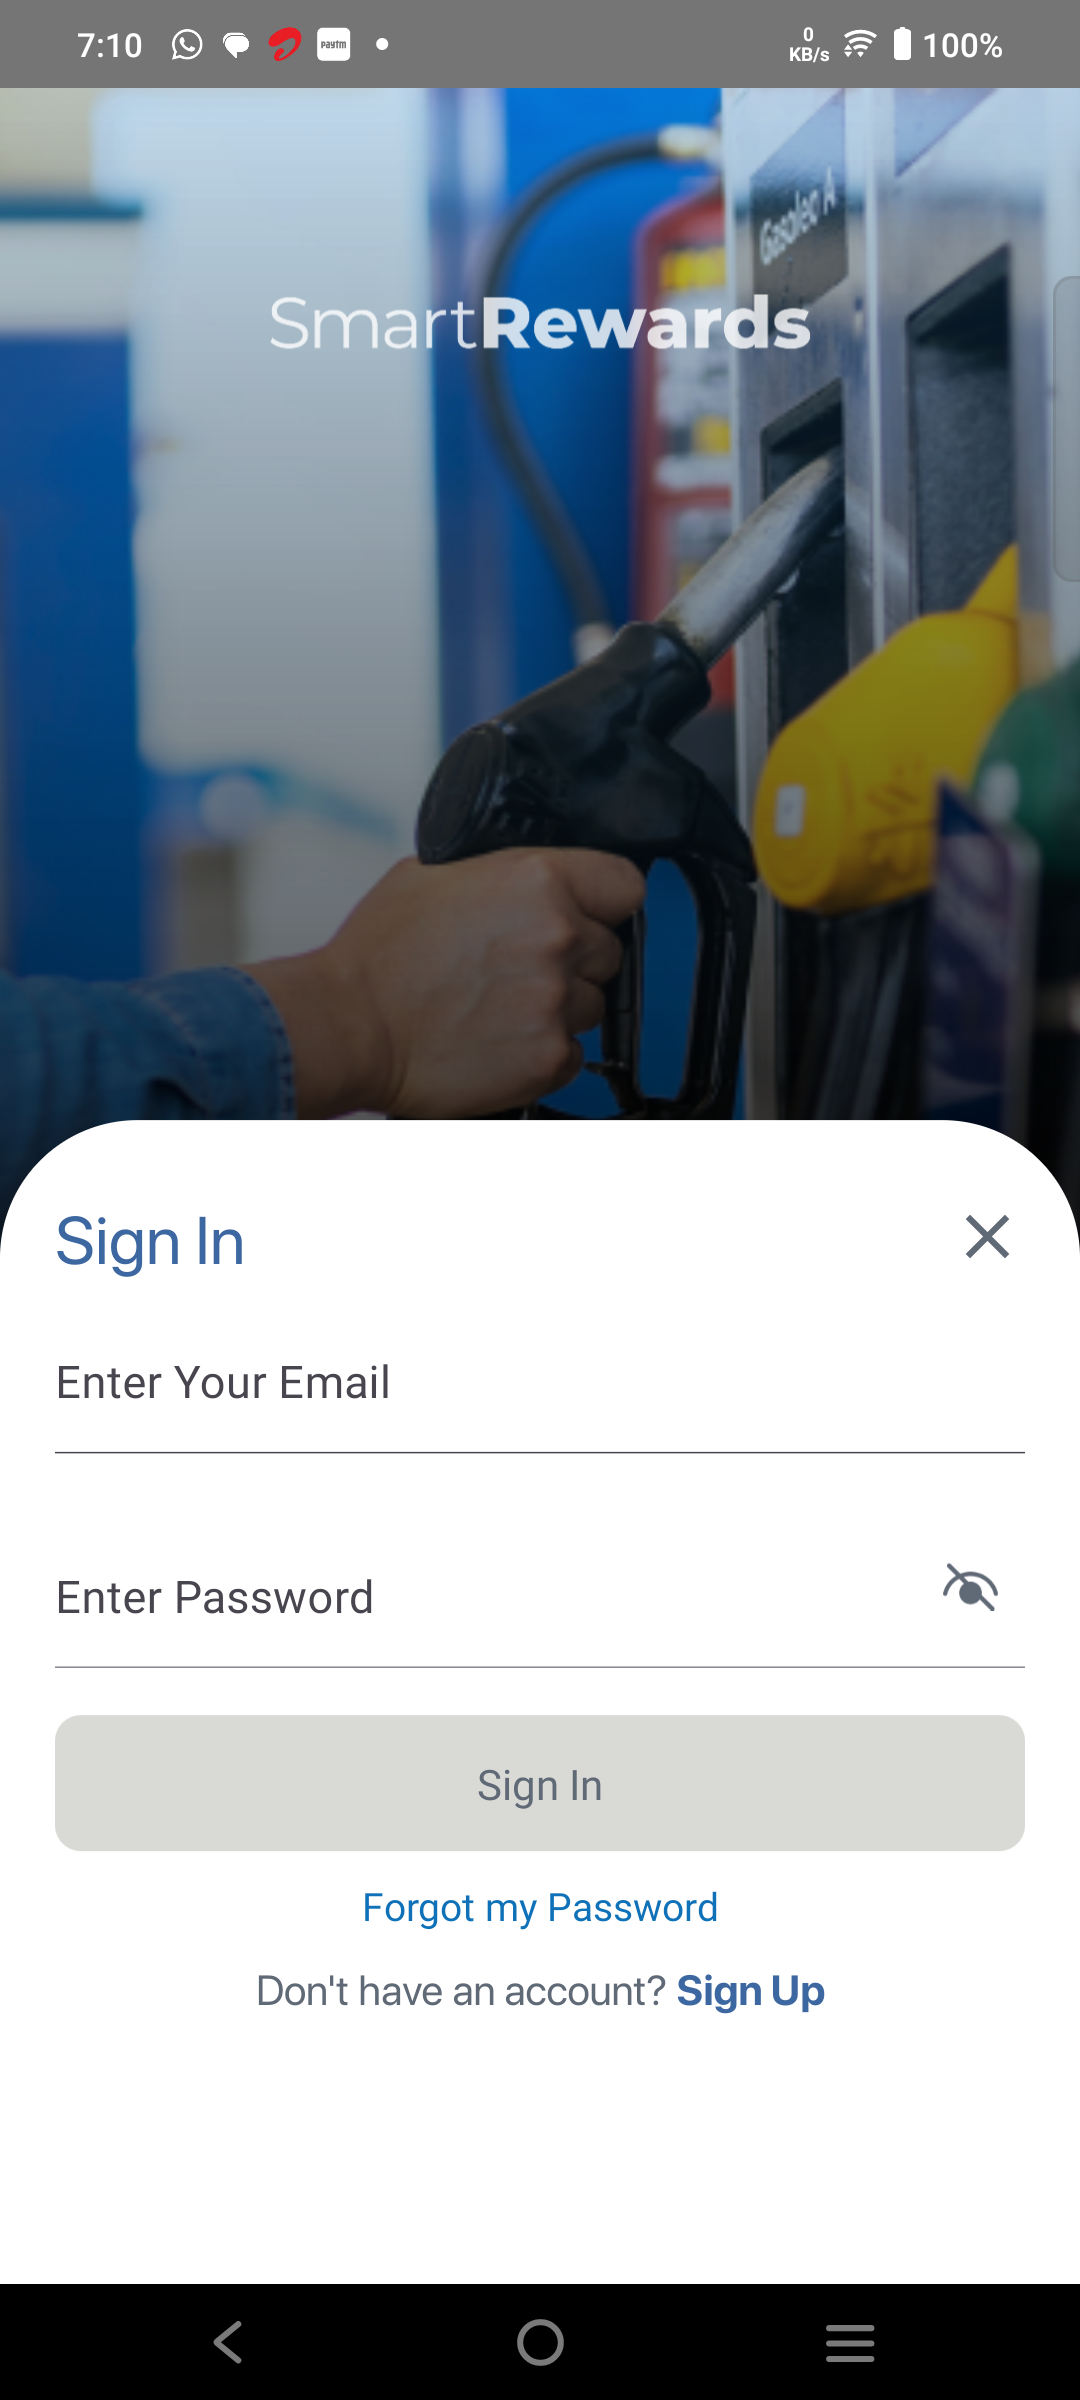 7:10
paytm
0
KB/s
100%
Gasoleo A
SmartRewards
Sign In
Enter Your Email
Enter Password
Sign In
Forgot my Password
Don't have an account? Sign Up